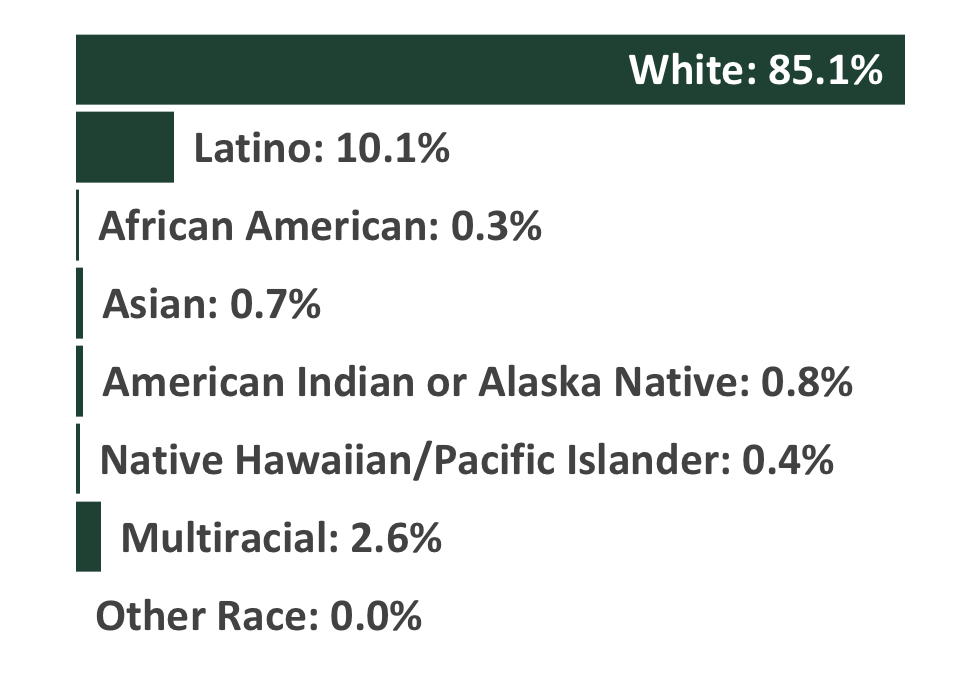 White: 85.1%
Latino: 10.1%
African American: 0.3%
Asian: 0.7%
American Indian or Alaska Native: 0.8%
Native Hawaiian/Pacific Islander: 0.4%
Multiracial: 2.6%
Other Race: 0.0%